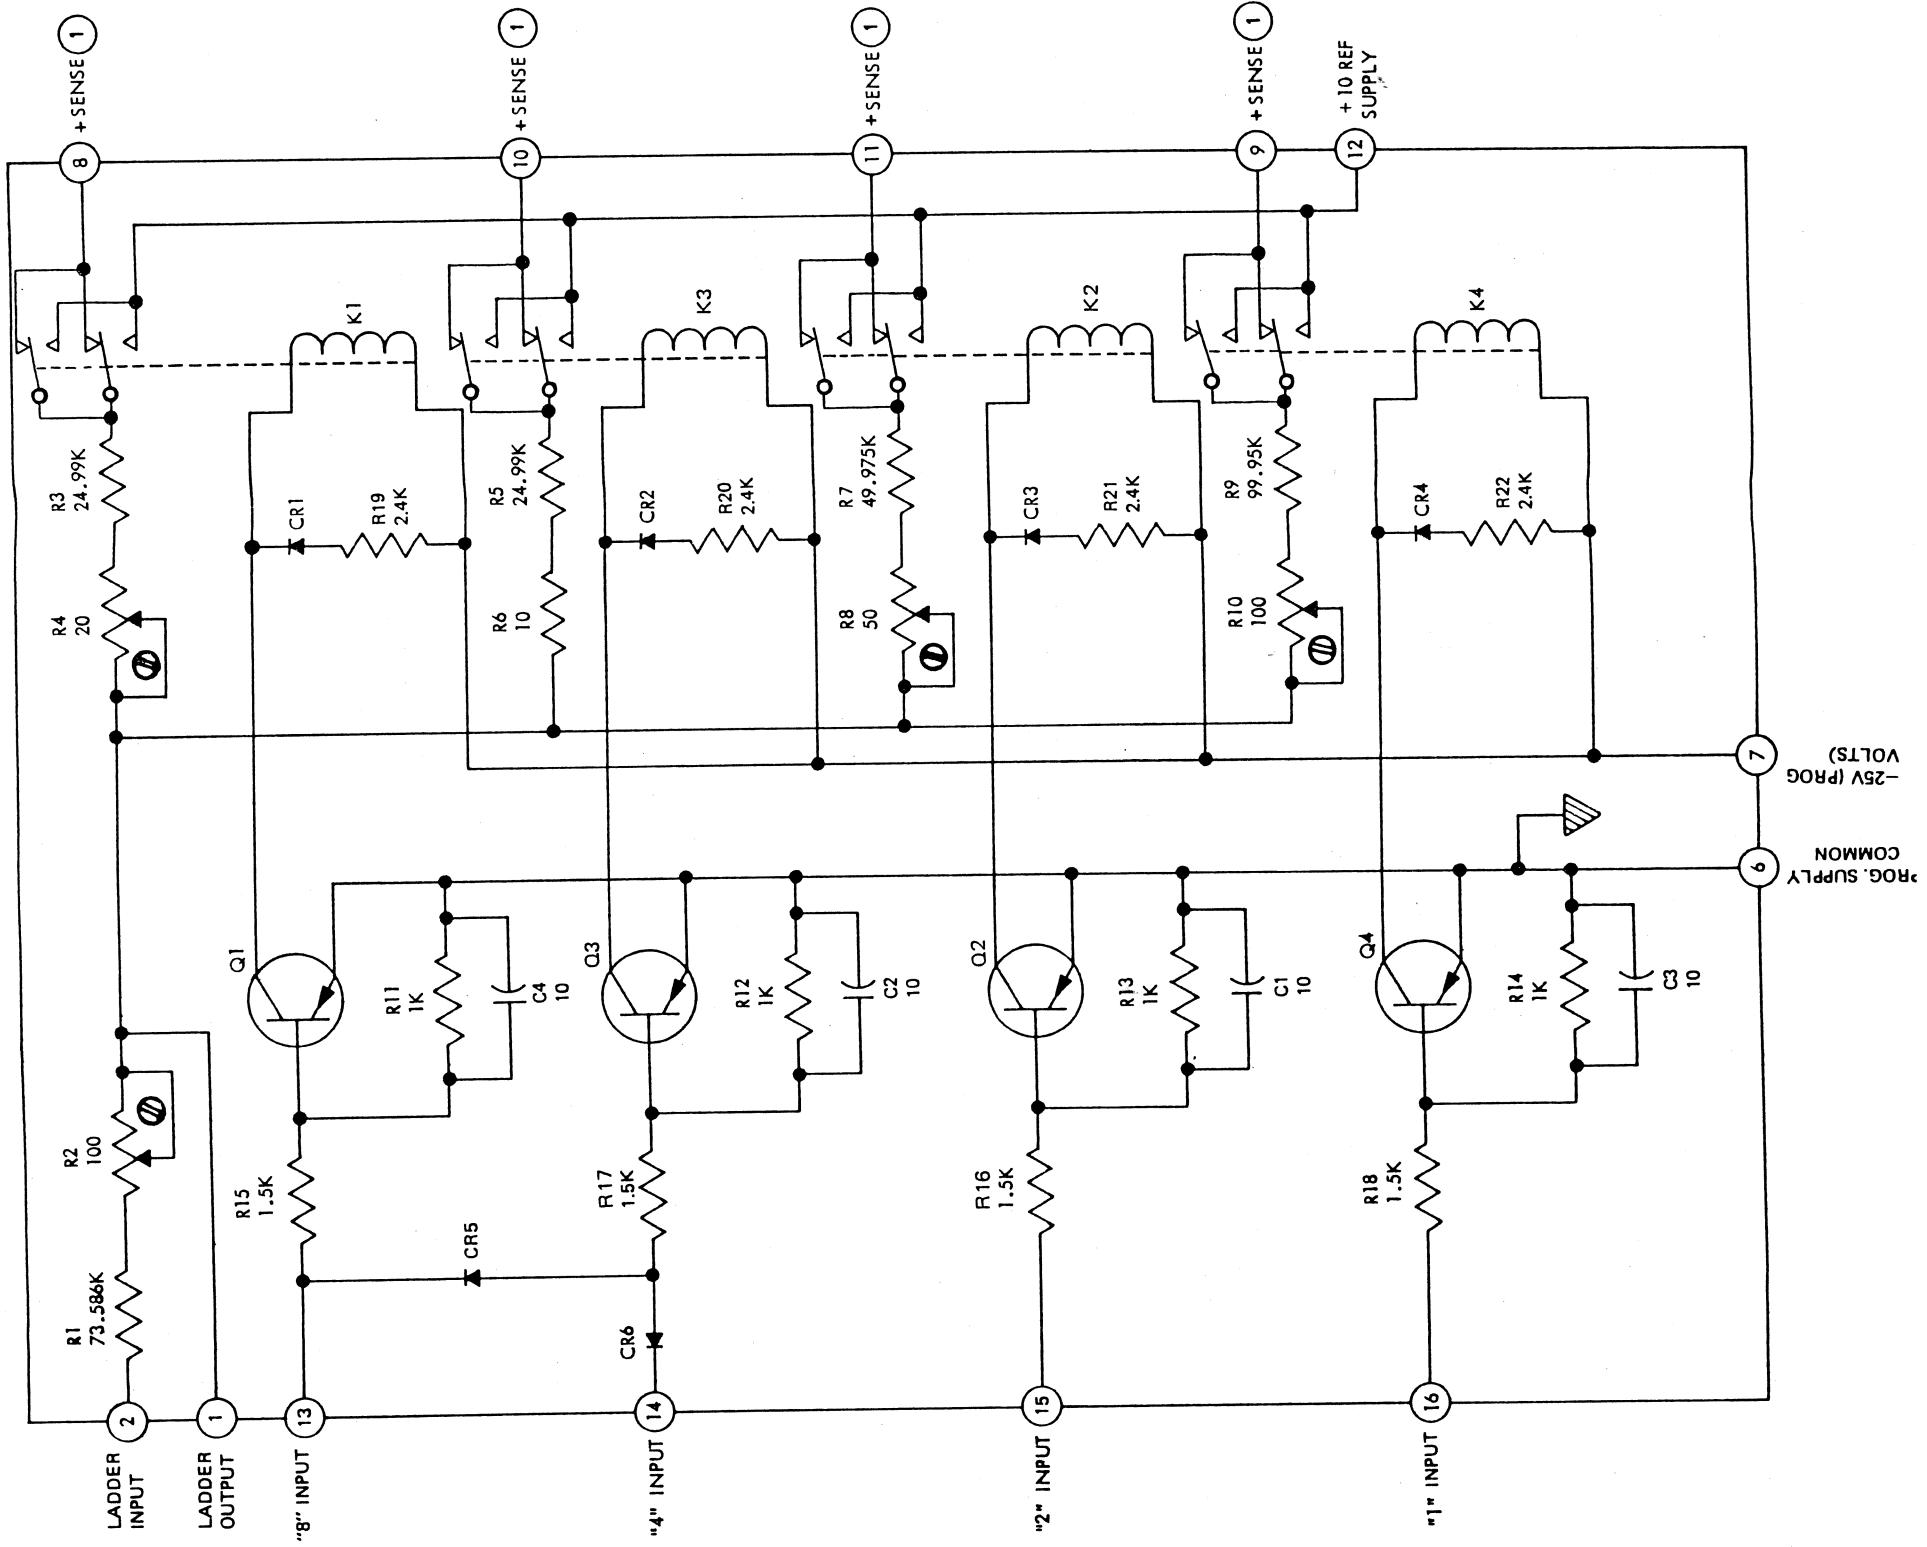 +SENSE 1
+SENSE 1
+SENSE 1
+SENSE 1
+10 REF
SUPPLY
8
10
11
9
12
K1
K3
K2
K4
R3
24.99K
CR1
R19
2.4K
R5
24.99K
CR2
R20
2.4K
R7
49.975K
CR3
R21
2.4K
R9
99.95K
CR4
R22
2.4K
R4
20
R6
10
R8
50
R10
100
7
-25V (PROG
VOLTS)
6
PROG. SUPPLY
COMMON
Q1
Q3
Q2
Q4
R11
1K
C4
10
R12
1K
C2
10
R13
1K
C1
10
R14
1K
C3
10
R2
100
R15
1.5K
R17
1.5K
R16
1.5K
R18
1.5K
CR5
R1
73.586K
CR6
2
1
13
14
15
16
LADDER
INPUT
LADDER
OUTPUT
"8" INPUT
"4" INPUT
"2" INPUT
"1" INPUT